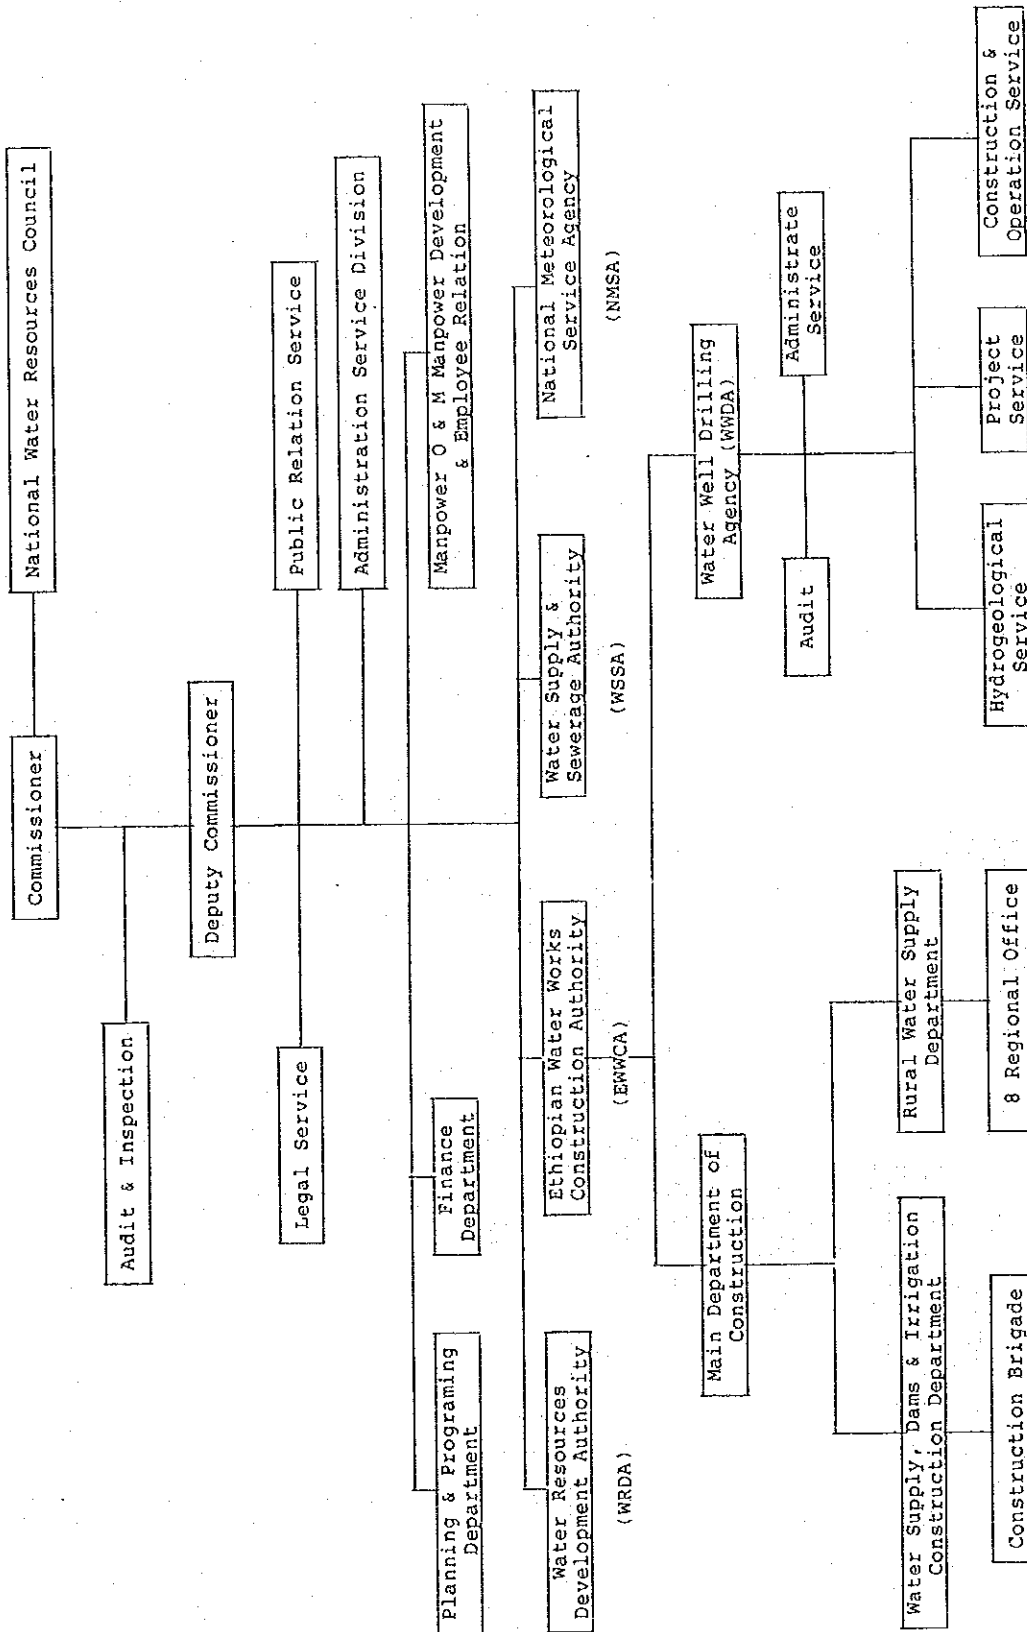 National Water Resources Council
Commissioner
Audit & Inspection
Deputy Commissioner
Public Relation Service
Legal Service
Administration Service Division
Planning & Programing
Department
Finance
Department
Manpower O & M Manpower Development
& Employee Relation
Water Resources
Development Authority
(WRDA)
Ethiopian Water Works
Construction Authority
(EWWCA)
Water Supply &
Sewerage Authority
(WSSA)
National Meteorological
Service Agency
(NMSA)
Main Department of
Construction
Water Well Drilling
Agency (WWDA)
Audit
Administrate
Service
Water Supply, Dams & Irrigation
Construction Department
Rural Water Supply
Department
Construction Brigade
8 Regional Office
Hydrogeological
Service
Project
Service
Construction &
Operation Service